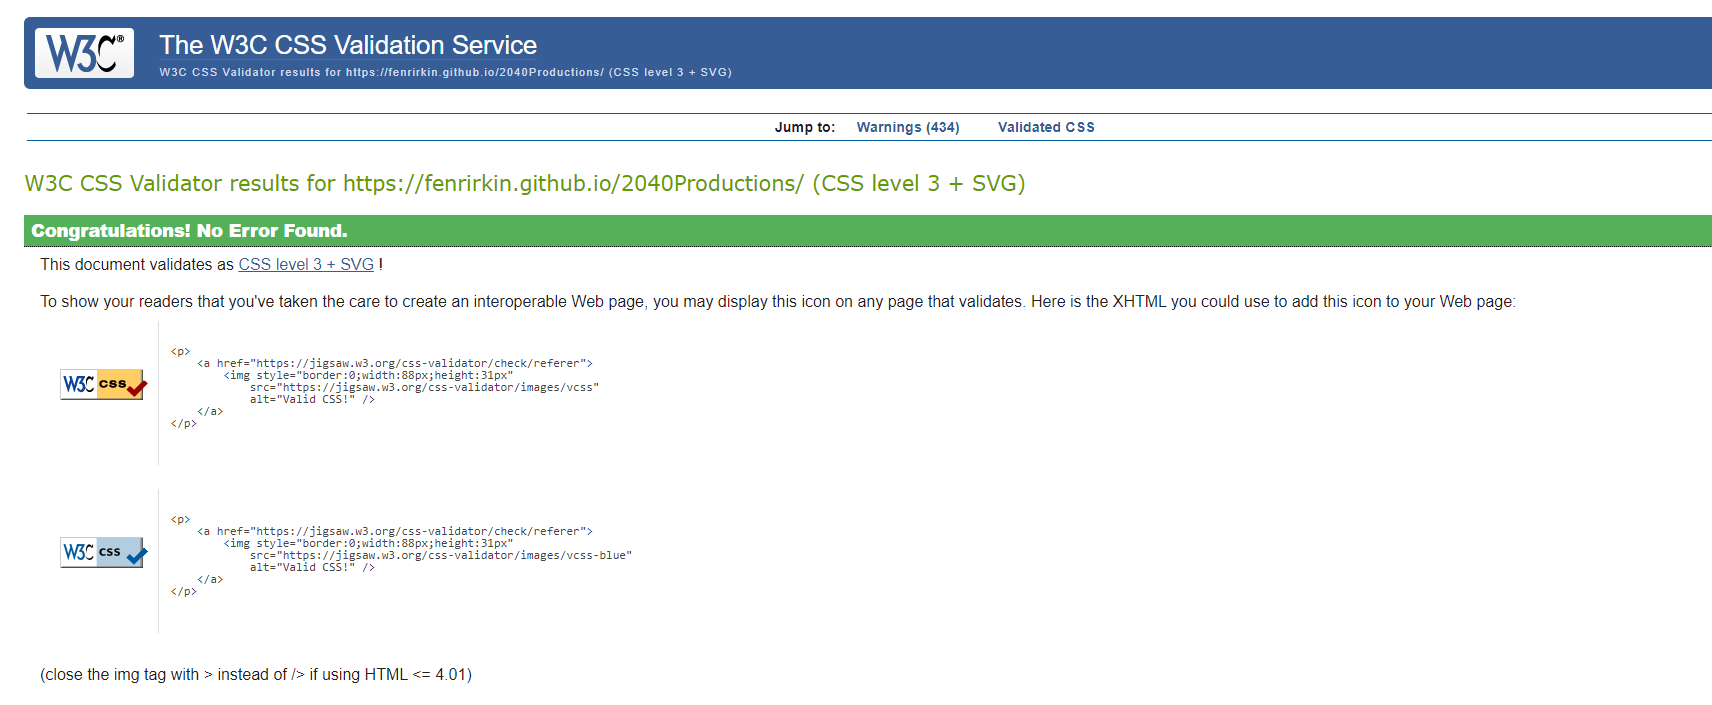 W3C®
The W3C CSS Validation Service
W3C CSS Validator results for https://fenrirkin.github.io/2040Productions/ (CSS level 3 + SVG)
Jump to: Warnings (434) Validated CSS
W3C CSS Validator results for https://fenrirkin.github.io/2040Productions/ (CSS level 3 + SVG)
Congratulations! No Error Found.
This document validates as CSS level 3 + SVG !
To show your readers that you've taken the care to create an interoperable Web page, you may display this icon on any page that validates. Here is the XHTML you could use to add this icon to your Web page:
W3C css
<p>
<a href="https://jigsaw.w3.org/css-validator/check/referer">
<img style="border:0;width:88px;height:31px"
src="https://jigsaw.w3.org/css-validator/images/vcss"
alt="Valid CSS!" />
</a>
</p>
W3C css
<p>
<a href="https://jigsaw.w3.org/css-validator/check/referer">
<img style="border:0;width:88px;height:31px"
src="https://jigsaw.w3.org/css-validator/images/vcss-blue"
alt="Valid CSS!" />
</a>
</p>
(close the img tag with > instead of /> if using HTML <= 4.01)